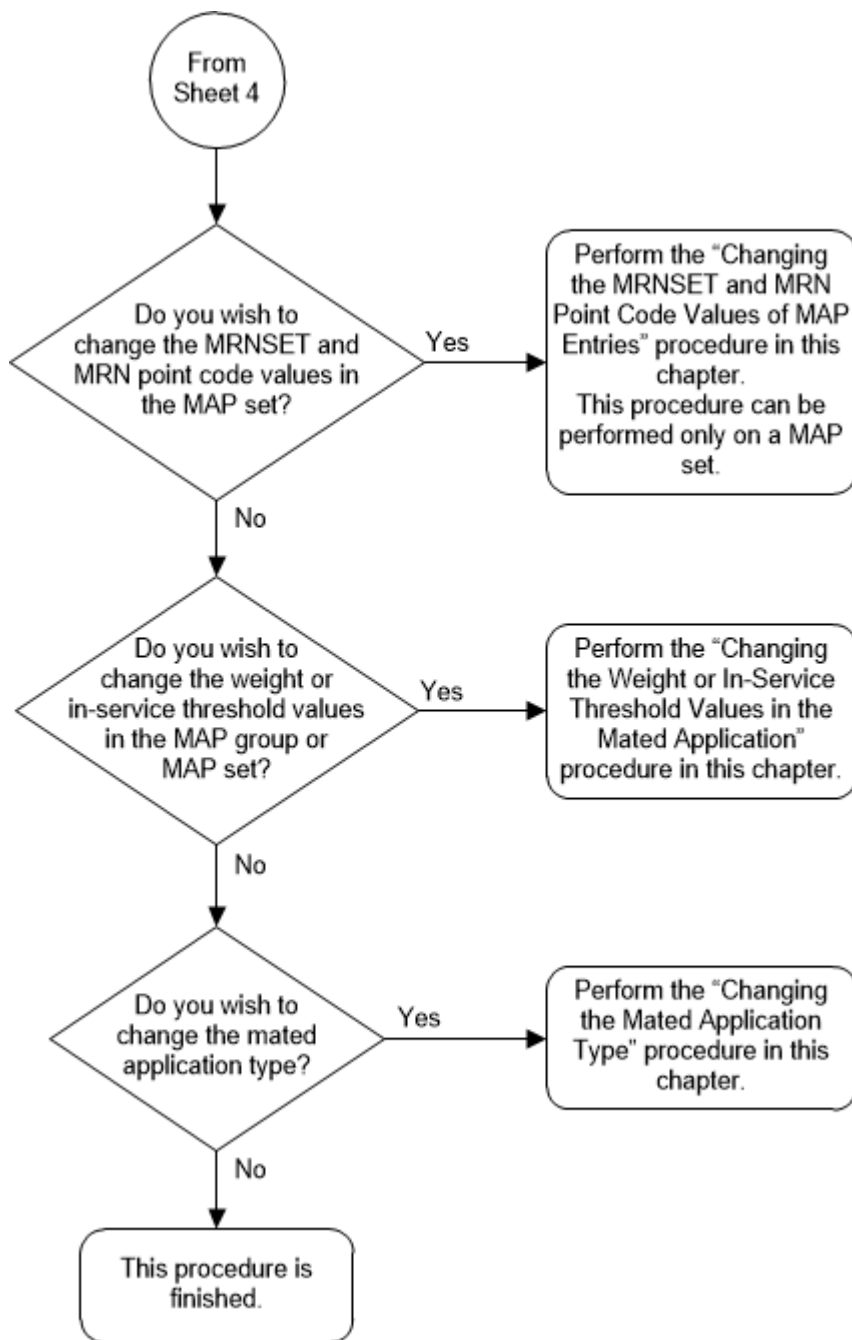 From
Sheet 4
Do you wish to
change the MRNSET and
MRN point code values in
the MAP set?
Yes
Perform the “Changing
the MRNSET and MRN
Point Code Values of MAP
Entries” procedure in this
chapter.
This procedure can be
performed only on a MAP
set.
No
Do you wish to
change the weight or
in-service threshold values
in the MAP group or
MAP set?
Yes
Perform the “Changing
the Weight or In-Service
Threshold Values in the
Mated Application”
procedure in this chapter.
No
Do you wish to
change the mated
application type?
Yes
Perform the “Changing
the Mated Application
Type” procedure in this
chapter.
No
This procedure is
finished.